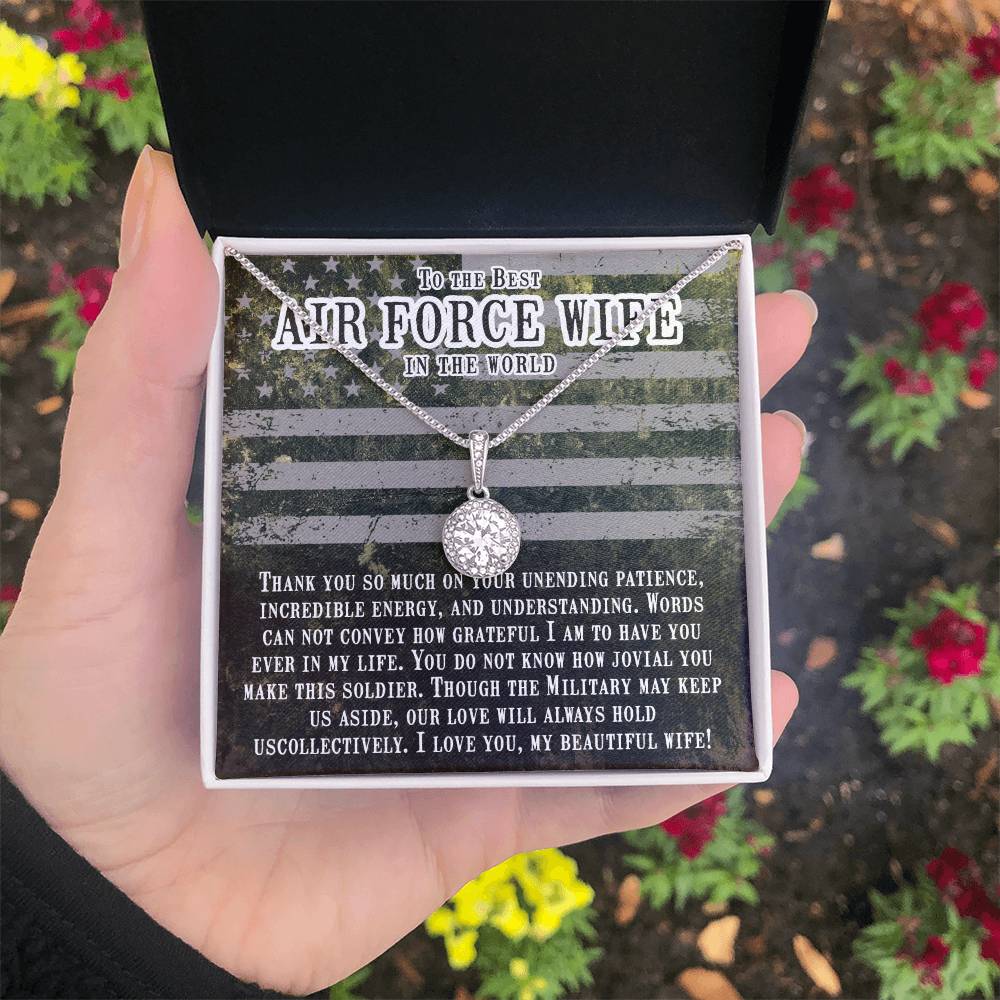 To the Best
AIR FORCE WIFE
in the world
Thank you so much on your unending patience,
incredible energy, and understanding. Words
can not convey how grateful I am to have you
ever in my life. You do not know how jovial you
make this soldier. Though the Military may keep
us aside, our love will always hold
uscollectively. I love you, my beautiful wife!